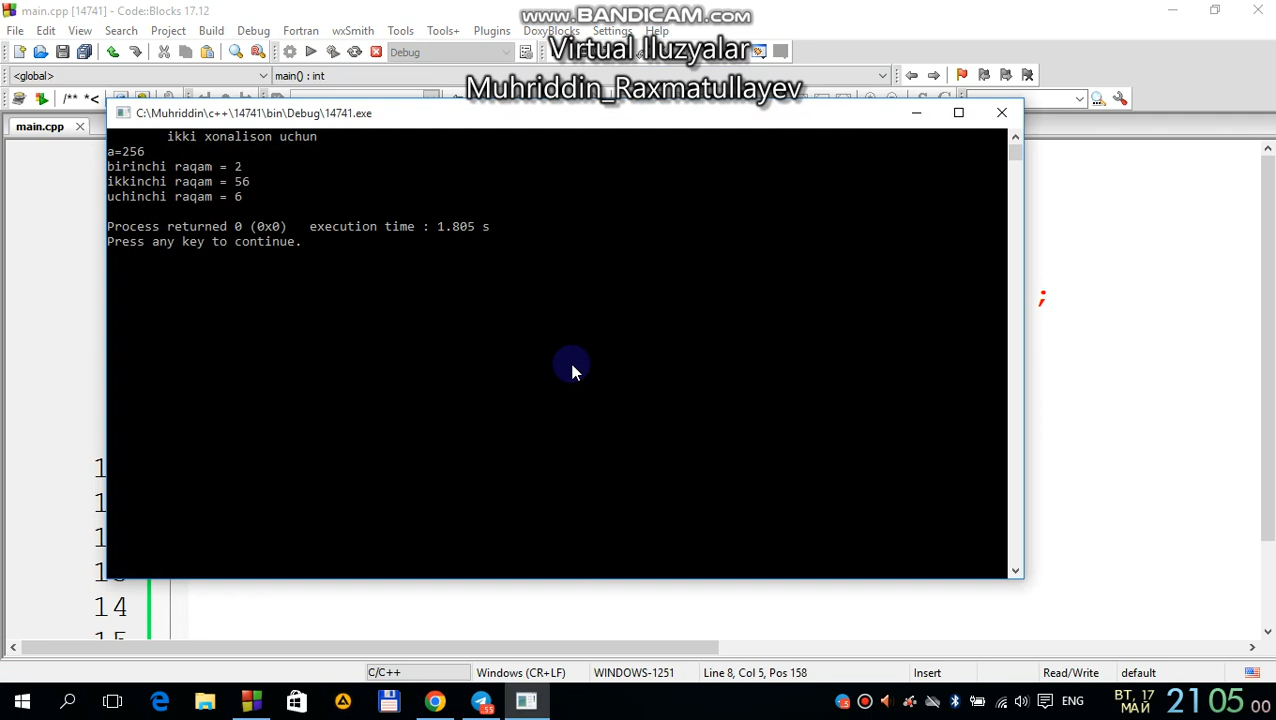 main.cpp [14741] - Code::Blocks 17.12
www.BANDICAM.com
File Edit View Search Project Build Debug Fortran wxSmith Tools Tools+ Plugins DoxyBlocks Settings Help
Debug
Virtual Iluzyalar
<global>
main() : int
Muhriddin_Raxmatullayev
/** *<
main.cpp
C:\Muhriddin\c++\14741\bin\Debug\14741.exe
ikki xonalison uchun
a=256
birinchi raqam = 2
ikkinchi raqam = 56
uchinchi raqam = 6
Process returned 0 (0x0) execution time : 1.805 s
Press any key to continue.
;
14
C/C++ Windows (CR+LF) WINDOWS-1251 Line 8, Col 5, Pos 158 Insert Read/Write default
ENG
ВТ, 17
МАЙ
21 05 00